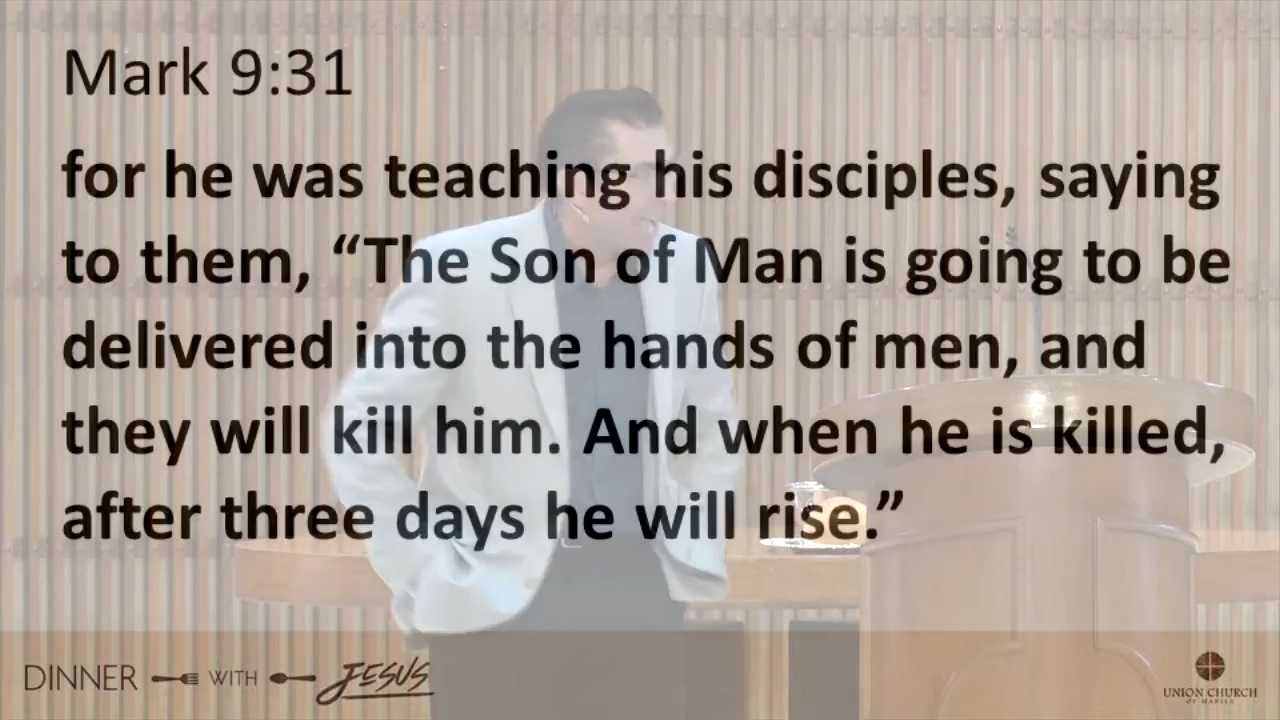 Mark 9:31
for he was teaching his disciples, saying
to them, “The Son of Man is going to be
delivered into the hands of men, and
they will kill him. And when he is killed,
after three days he will rise.”
DINNER WITH JESUS
UNION CHURCH
OF MANILA